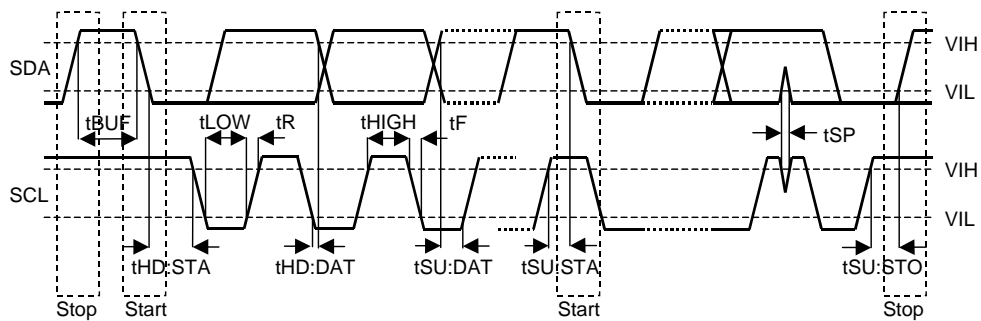 VIH
SDA
VIL
tBUF tLOW tR tHIGH tF
tSP
VIH
SCL
VIL
tHD:STA tHD:DAT tSU:DAT tSU:STA tSU:STO
Stop Start Start Stop